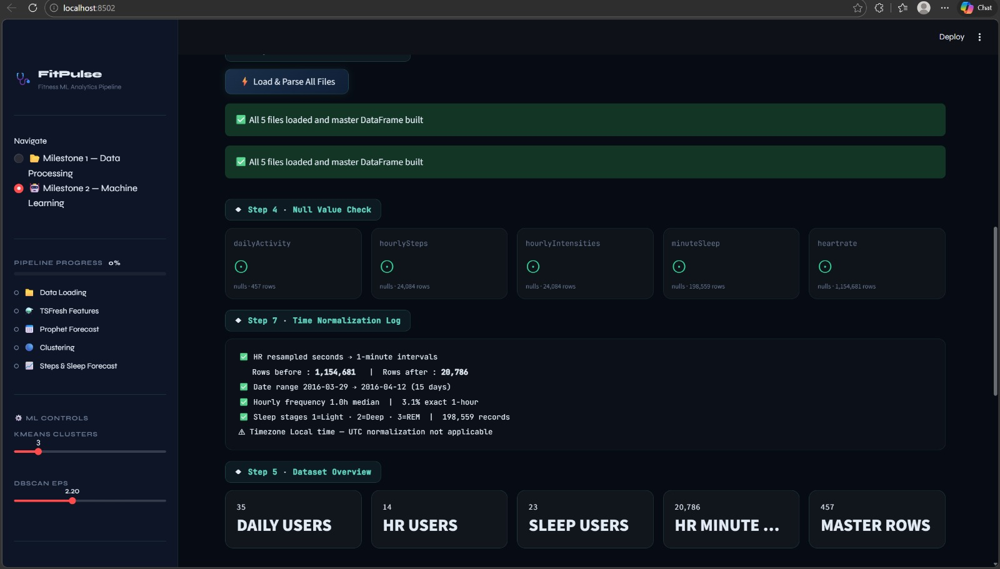 localhost:8502
Chat
Deploy
FitPulse
Fitness ML Analytics Pipeline
Navigate
Milestone 1 — Data
Processing
Milestone 2 — Machine
Learning
PIPELINE PROGRESS 0%
Data Loading
TSFresh Features
Prophet Forecast
Clustering
Steps & Sleep Forecast
ML CONTROLS
KMEANS CLUSTERS
3
DBSCAN EPS
2.20
Load & Parse All Files
All 5 files loaded and master DataFrame built
All 5 files loaded and master DataFrame built
Step 4 · Null Value Check
dailyActivity
nulls · 457 rows
hourlySteps
nulls · 24,084 rows
hourlyIntensities
nulls · 24,084 rows
minuteSleep
nulls · 198,559 rows
heartrate
nulls · 1,154,681 rows
Step 7 · Time Normalization Log
HR resampled seconds → 1-minute intervals
Rows before : 1,154,681 | Rows after : 20,786
Date range 2016-03-29 → 2016-04-12 (15 days)
Hourly frequency 1.0h median | 3.1% exact 1-hour
Sleep stages 1=Light · 2=Deep · 3=REM | 198,559 records
Timezone Local time — UTC normalization not applicable
Step 5 · Dataset Overview
35
DAILY USERS
14
HR USERS
23
SLEEP USERS
20,786
HR MINUTE ...
457
MASTER ROWS